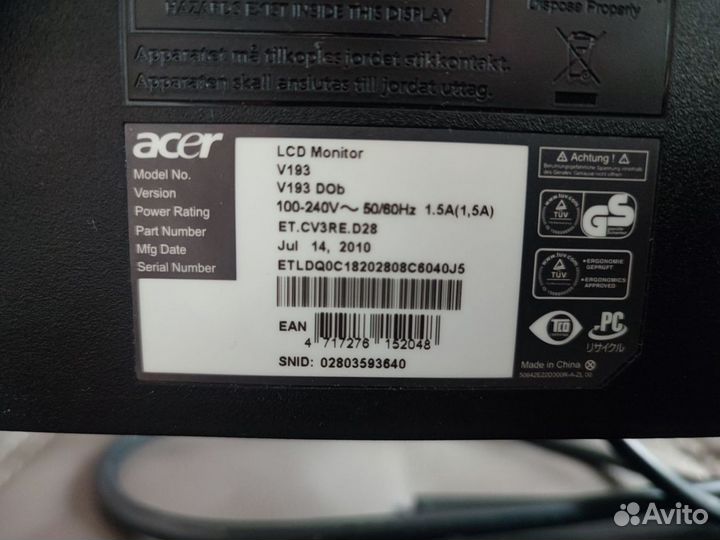 HAZARDS EXIST INSIDE THIS DISPLAY
Dispose Properly
Apparatet må tilkoples jordet stikkontakt.
Apparaten skall anslutas till jordat uttag.
acer
LCD Monitor
Model No. V193
Version V193 DOb
Power Rating 100-240V~ 50/60Hz 1.5A(1,5A)
Part Number ET.CV3RE.D28
Mfg Date Jul 14, 2010
Serial Number ETLDQ0C18202808C6040J5
EAN
4 717276 152048
SNID: 02803593640
Achtung !
TÜV
GS
TÜV
ERGONOMIE
GEPRÜFT
ERGONOMICS
APPROVED
TCO
PC
リサイクル
Made in China
Avito